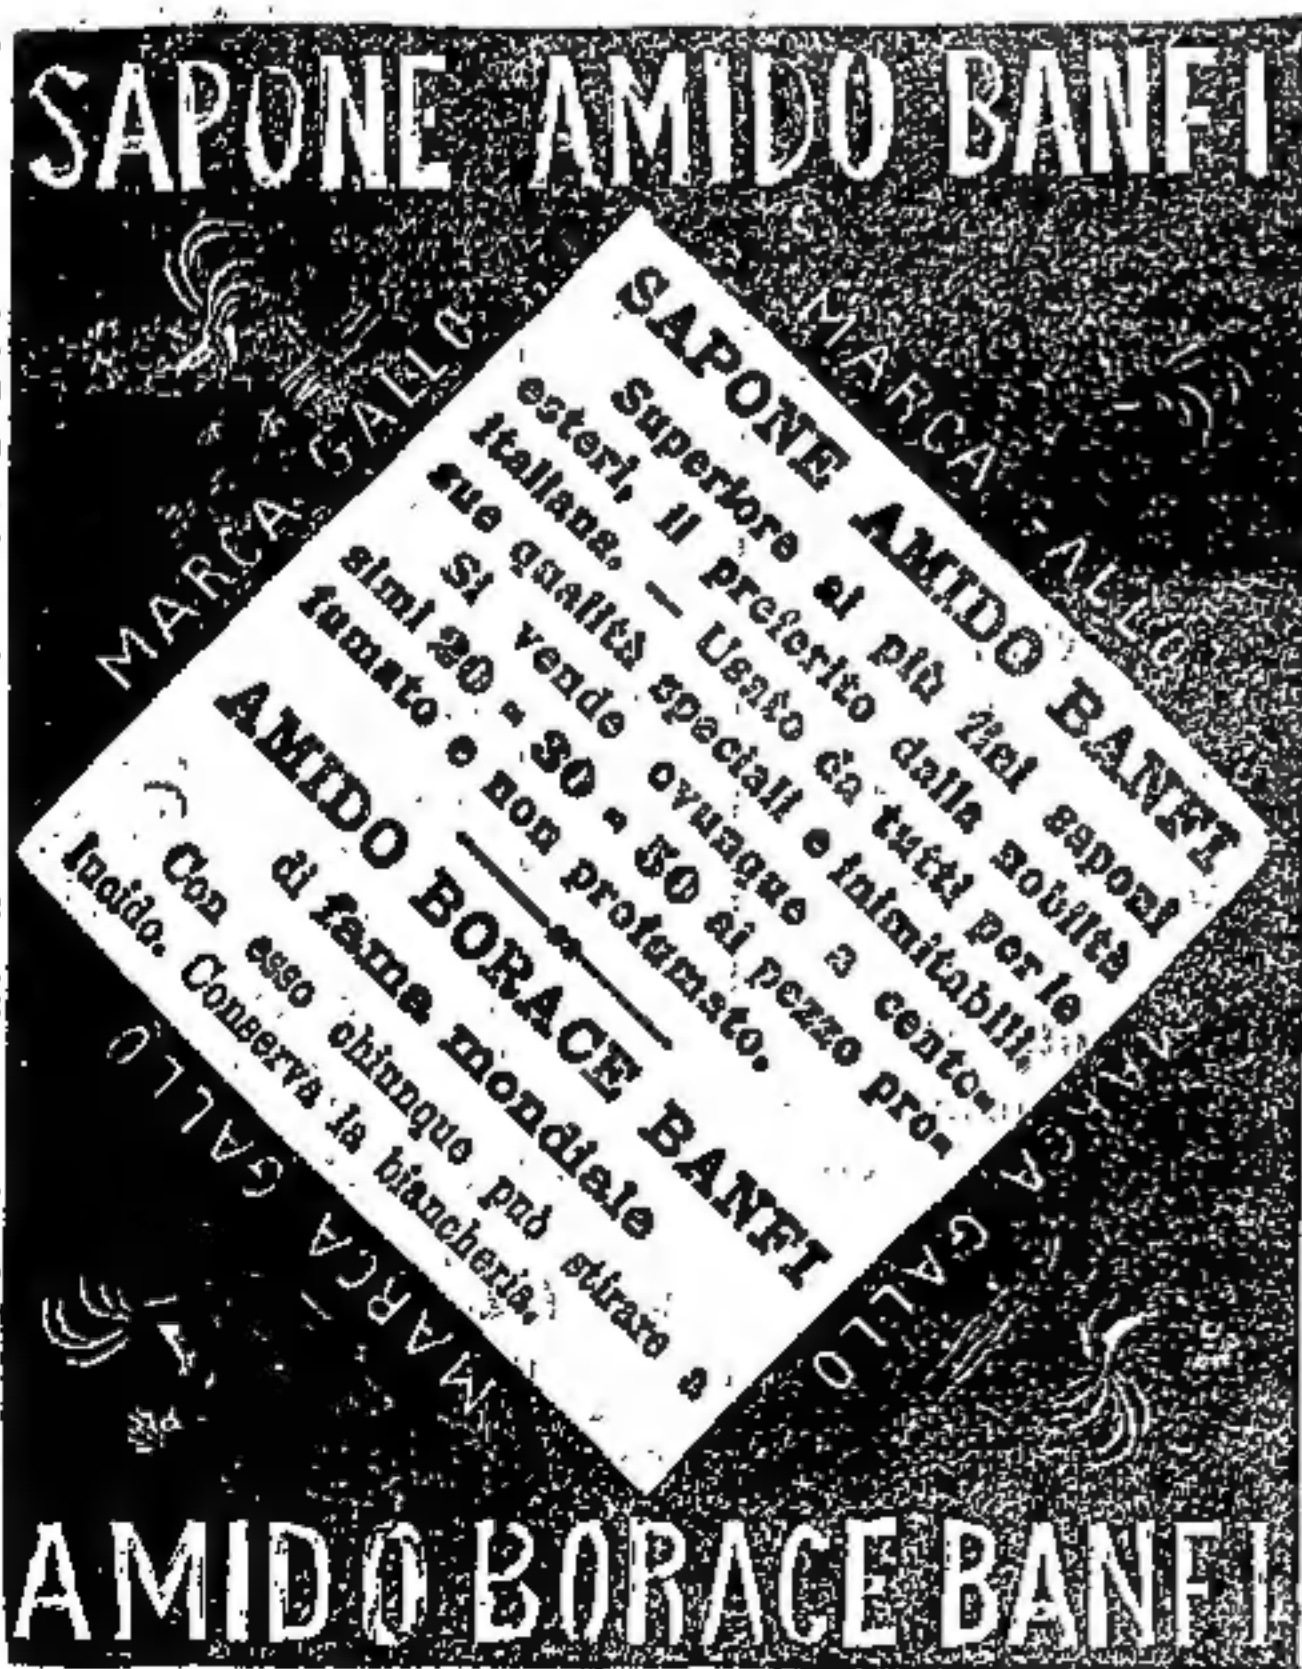 SAPONE AMIDO BANFI
MARCA GALLO
MARCA ALLO
SAPONE AMIDO BANFI
Superiore ai più fini saponi
esteri, il preferito dalla nobiltà
italiana. — Usato da tutti per le
sue qualità speciali e inimitabili.
Si vende ovunque a cente-
simi 20 - 30 - 50 al pezzo pro-
fumato e non profumato.
AMIDO BORACE BANFI
di fama mondiale
Con esso chiunque può stirare a
lucido. Conserva la biancheria.
MARCA GALLO
MARCA GALLO
AMIDO BORACE BANFI